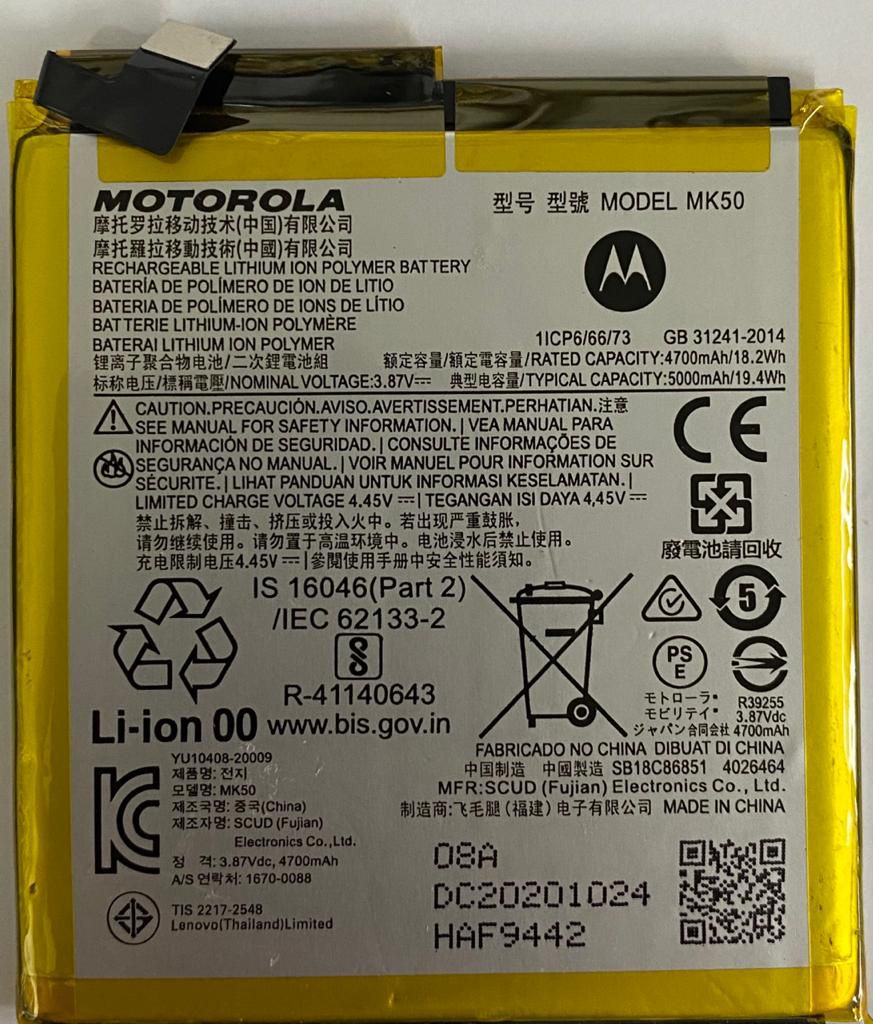 MOTOROLA
型号 型號 MODEL MK50
摩托罗拉移动技术(中国)有限公司
摩托羅拉移動技術(中國)有限公司
RECHARGEABLE LITHIUM ION POLYMER BATTERY
BATERÍA DE POLÍMERO DE ION DE LITIO
BATERIA DE POLÍMERO DE IONS DE LÍTIO
BATTERIE LITHIUM-ION POLYMÈRE
BATERAI LITHIUM ION POLYMER
1ICP6/66/73 GB 31241-2014
锂离子聚合物电池/二次鋰電池組 额定容量/額定電容量/RATED CAPACITY:4700mAh/18.2Wh
标称电压/標稱電壓/NOMINAL VOLTAGE:3.87V⎓ 典型电容量/TYPICAL CAPACITY:5000mAh/19.4Wh
CAUTION.PRECAUCIÓN.AVISO.AVERTISSEMENT.PERHATIAN.注意
SEE MANUAL FOR SAFETY INFORMATION. | VEA MANUAL PARA
INFORMACIÓN DE SEGURIDAD. | CONSULTE INFORMAÇÕES DE
SEGURANÇA NO MANUAL. | VOIR MANUEL POUR INFORMATION SUR
SÉCURITE. | LIHAT PANDUAN UNTUK INFORMASI KESELAMATAN. |
LIMITED CHARGE VOLTAGE 4.45V ⎓ | TEGANGAN ISI DAYA 4,45V ⎓
禁止拆解、撞击、挤压或投入火中。若出现严重鼓胀，
请勿继续使用。请勿置于高温环境中。电池浸水后禁止使用。
充电限制电压4.45V ⎓ | 參閱使用手册中安全性能須知。
CE
廢電池請回收
IS 16046(Part 2)
/IEC 62133-2
R-41140643
www.bis.gov.in
Li-ion 00
5
PS
E
モトローラ・
モビリティ・
ジャパン合同会社
R39255
3.87Vdc
4700mAh
FABRICADO NO CHINA DIBUAT DI CHINA
中国制造 中國製造 SB18C86851 4026464
MFR:SCUD (Fujian) Electronics Co., Ltd.
制造商:飞毛腿 (福建) 电子有限公司 MADE IN CHINA
YU10408-20009
제품명: 전지
모델명: MK50
제조국명: 중국(China)
제조자명: SCUD (Fujian)
Electronics Co.,Ltd.
정 격: 3.87Vdc, 4700mAh
A/S 연락처: 1670-0088
TIS 2217-2548
Lenovo(Thailand)Limited
08A
DC20201024
HAF9442